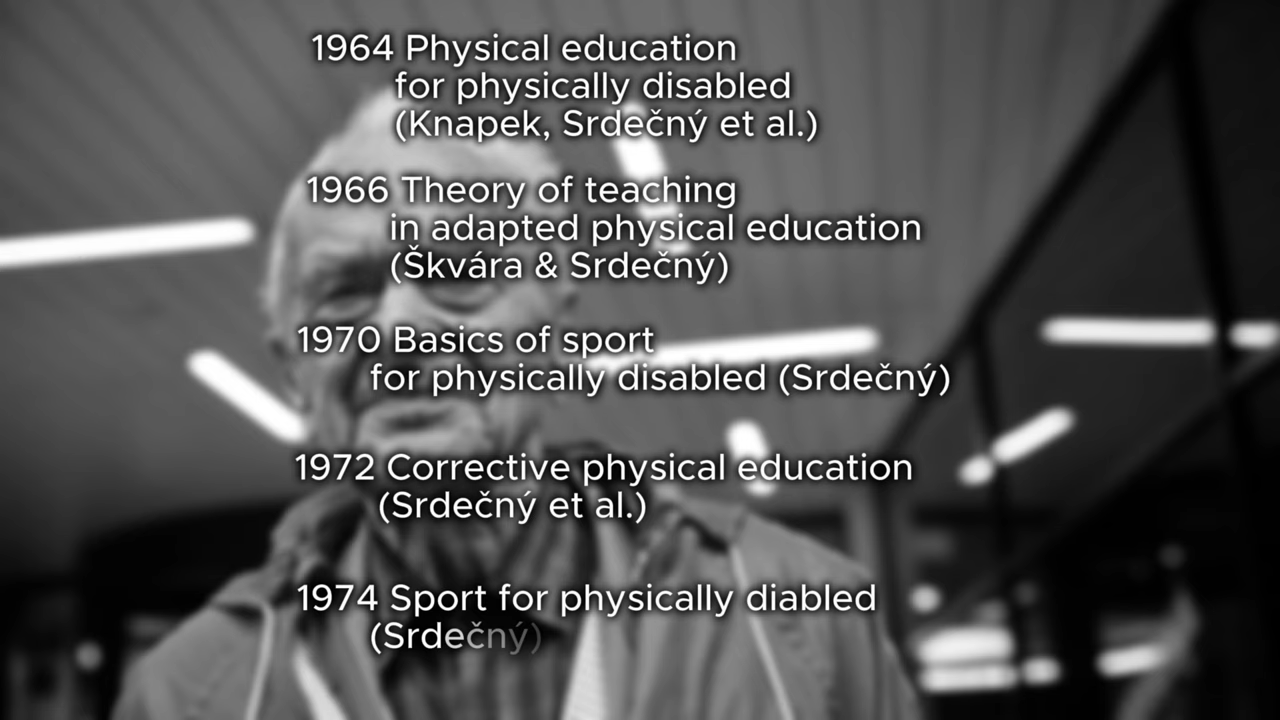 1964 Physical education
for physically disabled
(Knapek, Srdečný et al.)
1966 Theory of teaching
in adapted physical education
(Škvára & Srdečný)
1970 Basics of sport
for physically disabled (Srdečný)
1972 Corrective physical education
(Srdečný et al.)
1974 Sport for physically diabled
(Srdečný)